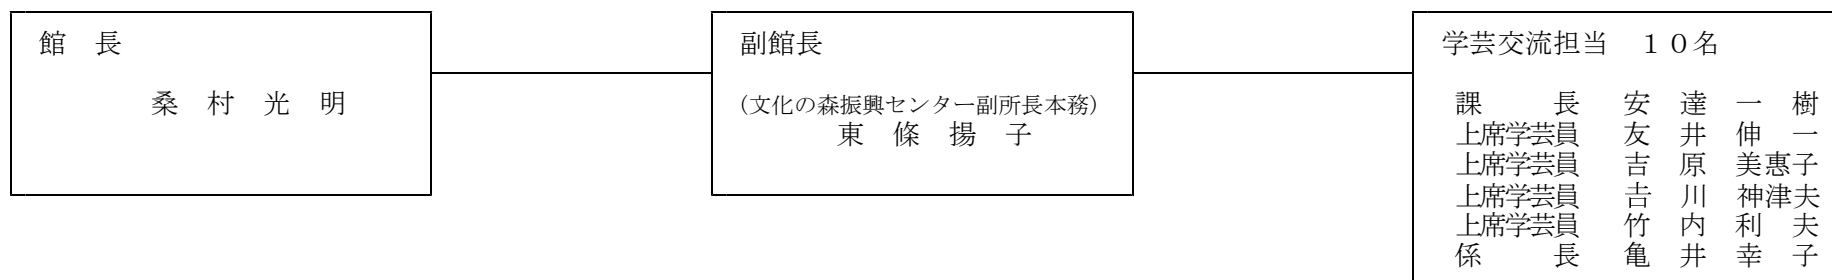 館　長
桑　村　光　明
副館長
（文化の森振興センター副所長本務）
東　條　揚　子
学芸交流担当　１０名
課　　　長　安　達　一　樹
上席学芸員　友　井　伸　一
上席学芸員　吉　原　美惠子
上席学芸員　𠮷　川　神津夫
上席学芸員　竹　内　利　夫
係　　　長　亀　井　幸　子